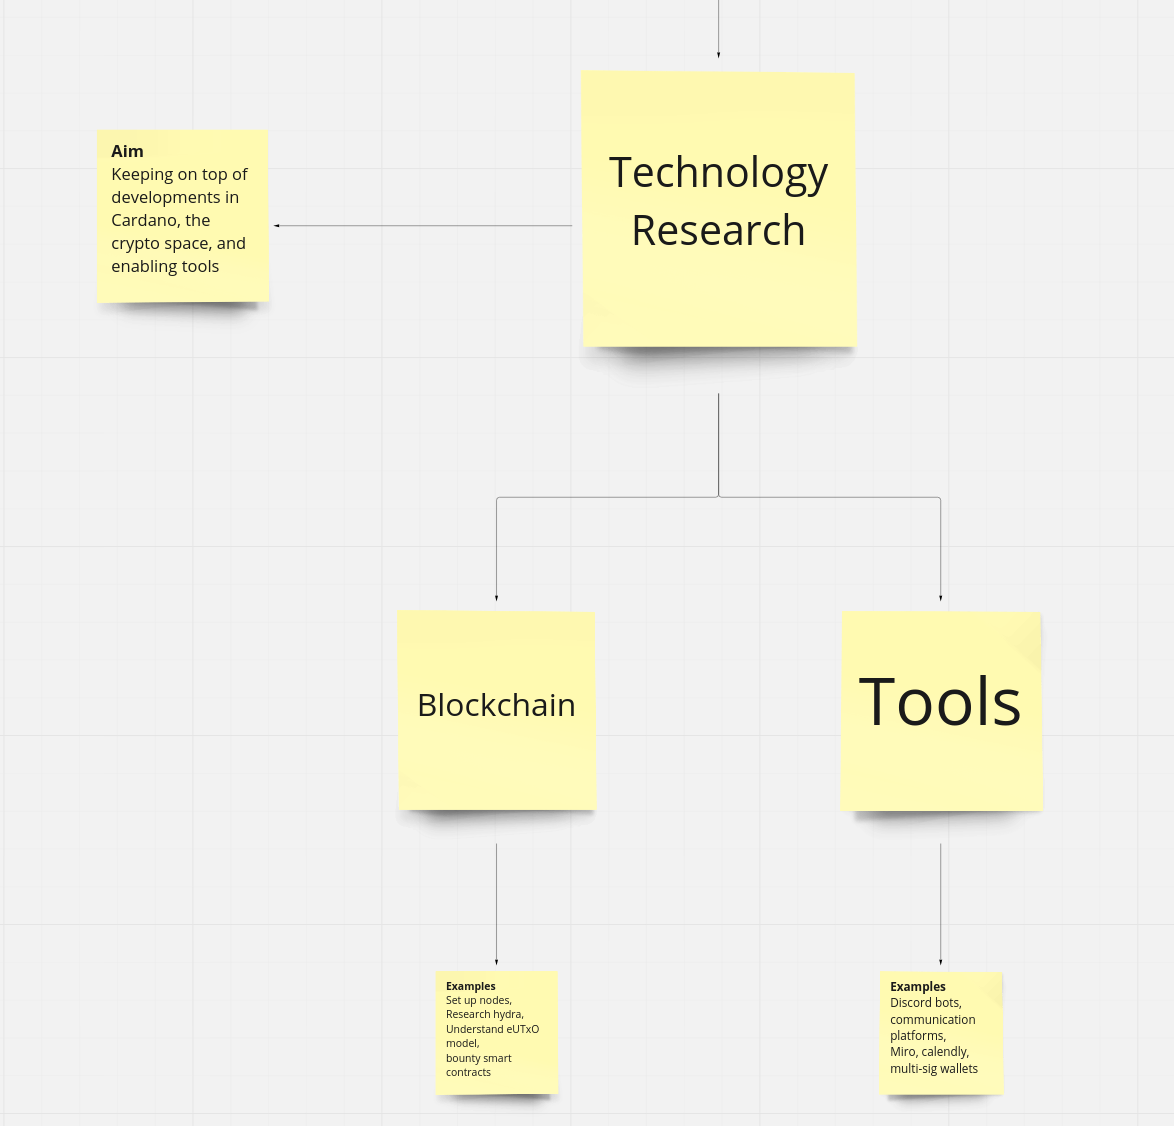 Technology
Research
Aim
Keeping on top of
developments in
Cardano, the
crypto space, and
enabling tools
Blockchain
Tools
Examples
Set up nodes,
Research hydra,
Understand eUTxO
model,
bounty smart
contracts
Examples
Discord bots,
communication
platforms,
Miro, calendly,
multi-sig wallets